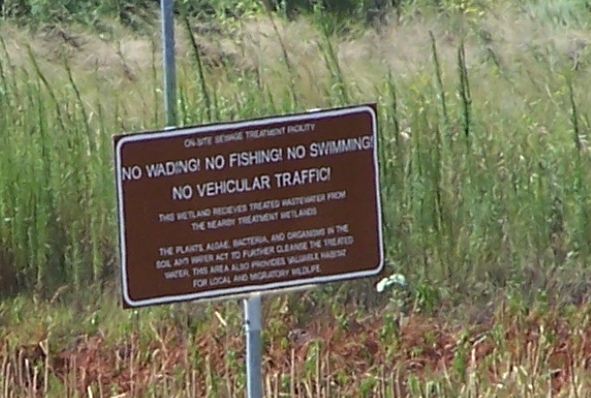 ON-SITE SEWAGE TREATMENT FACILITY
NO WADING! NO FISHING! NO SWIMMING!
NO VEHICULAR TRAFFIC!
THIS WETLAND RECIEVES TREATED WASTEWATER FROM
THE NEARBY TREATMENT WETLANDS
THE PLANTS, ALGAE, BACTERIA, AND ORGANISMS IN THE
SOIL AND WATER ACT TO FURTHER CLEANSE THE TREATED
WATER. THIS AREA ALSO PROVIDES VALUABLE HABITAT
FOR LOCAL AND MIGRATORY WILDLIFE.